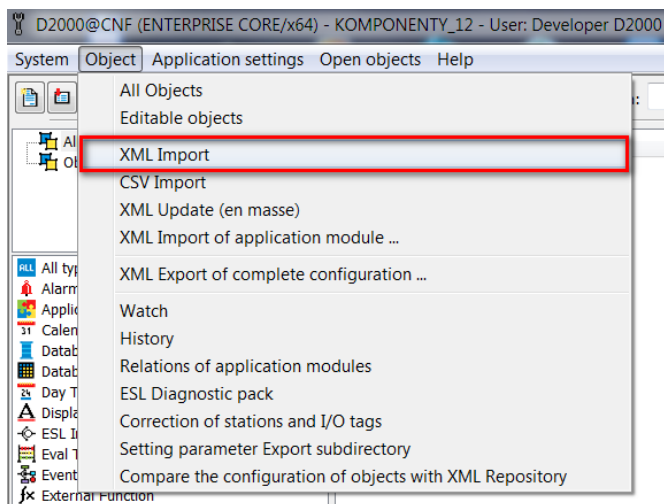 D2000@CNF (ENTERPRISE CORE/x64) - KOMPONENTY_12 - User: Developer D2000
System Object Application settings Open objects Help
All Objects
Editable objects
XML Import
CSV Import
XML Update (en masse)
XML Import of application module ...
XML Export of complete configuration ...
ALL All typ
Alarm
Watch
Applic
History
31 Calen
Datab
Relations of application modules
Datab
24 Day T
ESL Diagnostic pack
Displa
Correction of stations and I/O tags
ESL I
Eval T
Setting parameter Export subdirectory
Event
Compare the configuration of objects with XML Repository
fx External Function